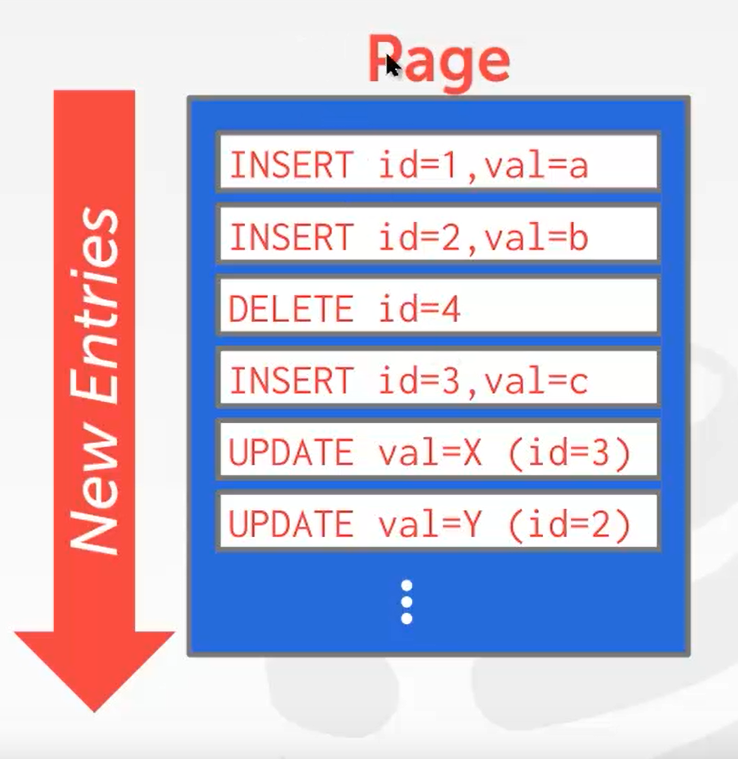 Page
New Entries
INSERT id=1,val=a
INSERT id=2,val=b
DELETE id=4
INSERT id=3,val=c
UPDATE val=X (id=3)
UPDATE val=Y (id=2)